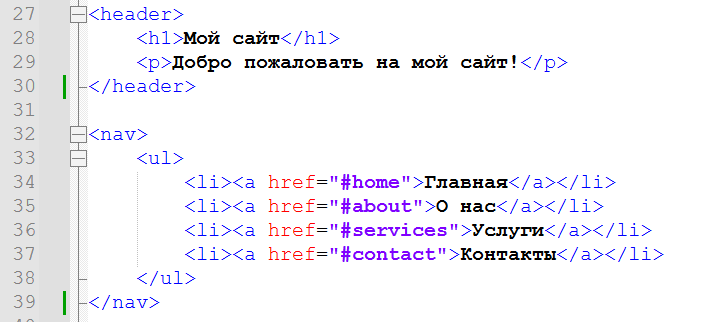 27 <header>
28 <h1>Мой сайт</h1>
29 <p>Добро пожаловать на мой сайт!</p>
30 </header>
31
32 <nav>
33 <ul>
34 <li><a href="#home">Главная</a></li>
35 <li><a href="#about">О нас</a></li>
36 <li><a href="#services">Услуги</a></li>
37 <li><a href="#contact">Контакты</a></li>
38 </ul>
39 </nav>